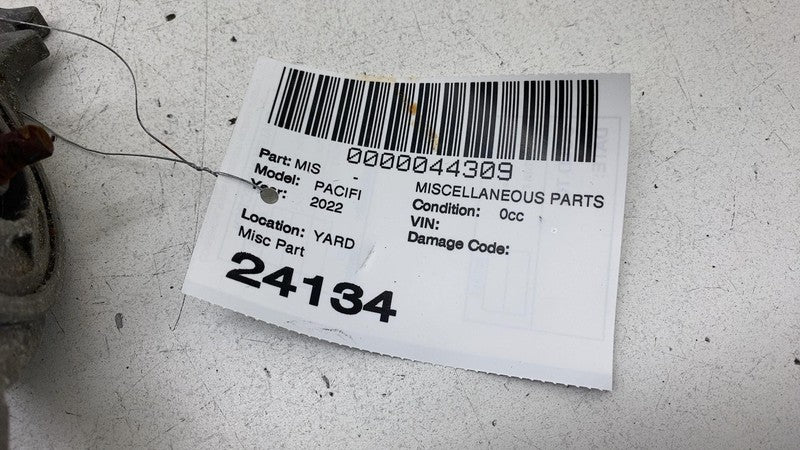 0000044309
Part: MIS -
MISCELLANEOUS PARTS
Model: PACIFI
Condition: 0cc
Year: 2022
VIN:
Damage Code:
Location: YARD
Misc Part
24134